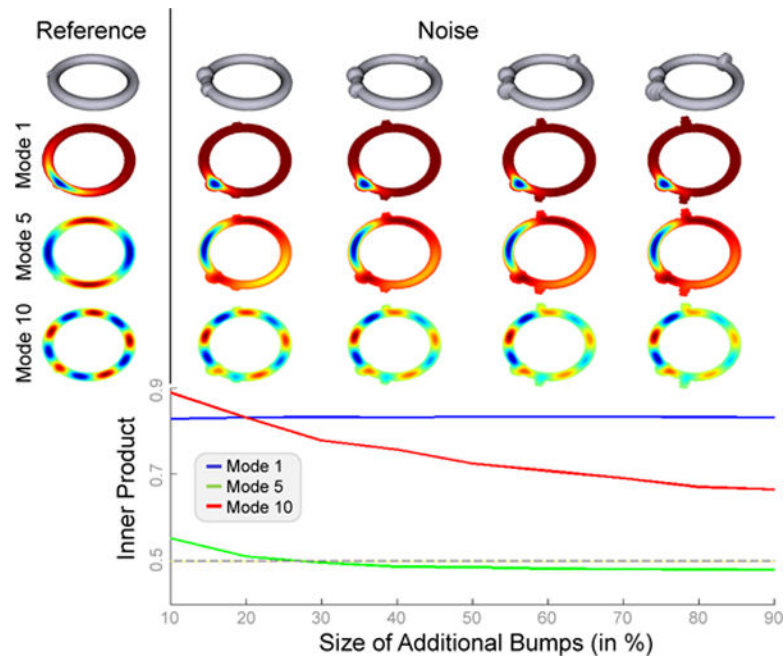 Reference
Noise
Mode 1
Mode 5
Mode 10
0.9
0.7
0.5
Inner Product
Mode 1
Mode 5
Mode 10
10 20 30 40 50 60 70 80 90
Size of Additional Bumps (in %)